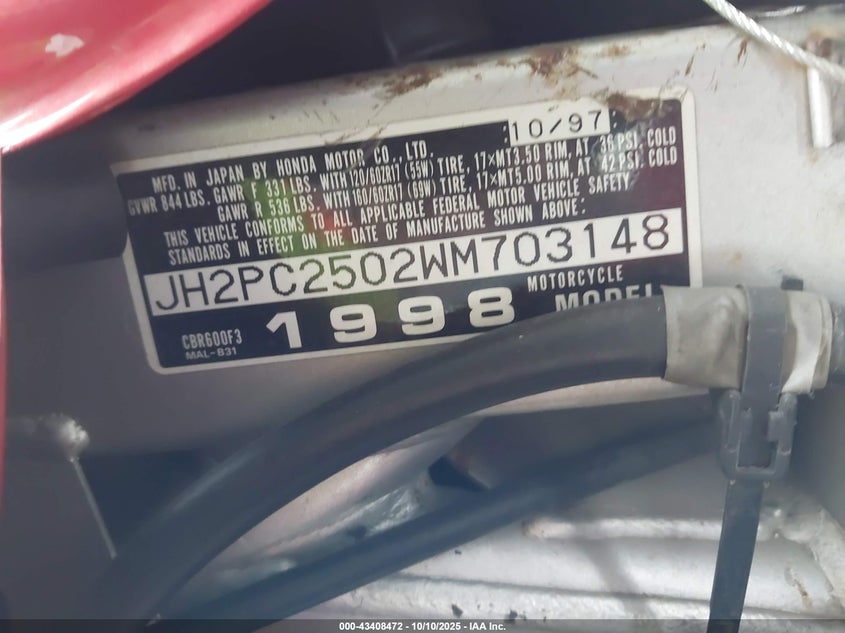 10/97
MFD. IN JAPAN BY HONDA MOTOR CO., LTD.
GVWR 844 LBS. GAWR F 331 LBS. WITH 120/60ZR17 (55W) TIRE, 17×MT3.50 RIM, AT 36 PSI. COLD
GAWR R 536 LBS. WITH 160/60ZR17 (69W) TIRE, 17×MT5.00 RIM, AT 42 PSI. COLD
THIS VEHICLE CONFORMS TO ALL APPLICABLE FEDERAL MOTOR VEHICLE SAFETY
STANDARDS IN EFFECT ON THE DATE OF MANUFACTURE SHOWN ABOVE:
JH2PC2502WM703148
MOTORCYCLE
CBR600F3 1998 MODEL
MAL-B31
000-43408472 - 10/10/2025 - IAA Inc.